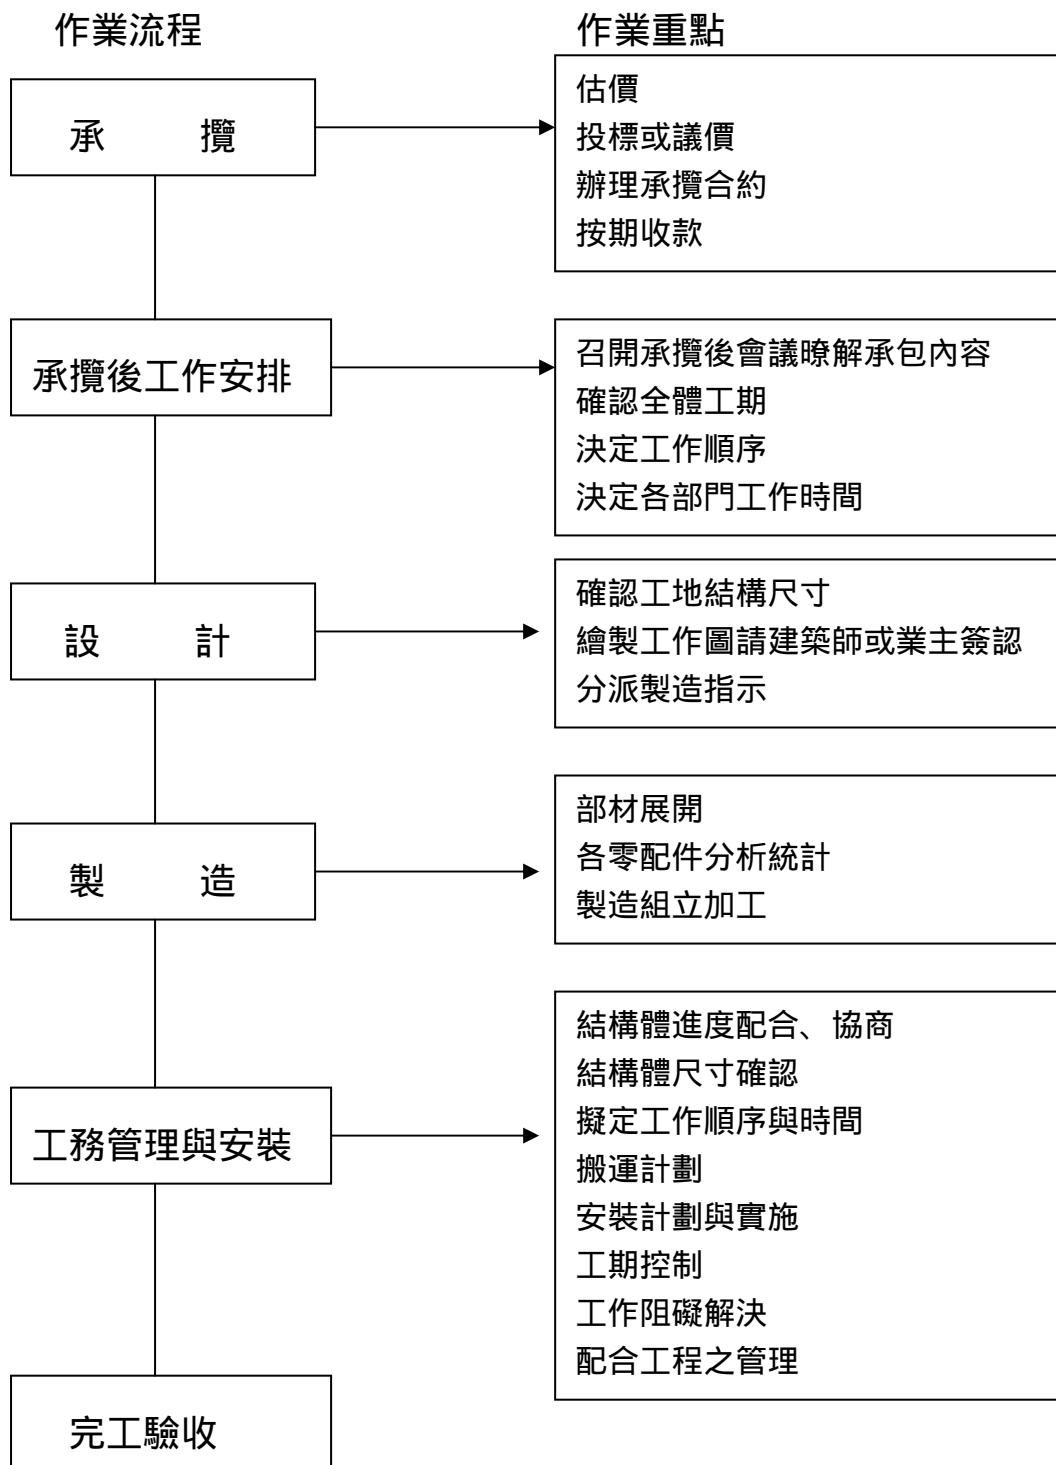 作業流程
作業重點
承攬
估價
投標或議價
辦理承攬合約
按期收款
承攬後工作安排
召開承攬後會議暸解承包內容
確認全體工期
決定工作順序
決定各部門工作時間
設計
確認工地結構尺寸
繪製工作圖請建築師或業主簽認
分派製造指示
製造
部材展開
各零配件分析統計
製造組立加工
工務管理與安裝
結構體進度配合、協商
結構體尺寸確認
擬定工作順序與時間
搬運計劃
安裝計劃與實施
工期控制
工作阻礙解決
配合工程之管理
完工驗收